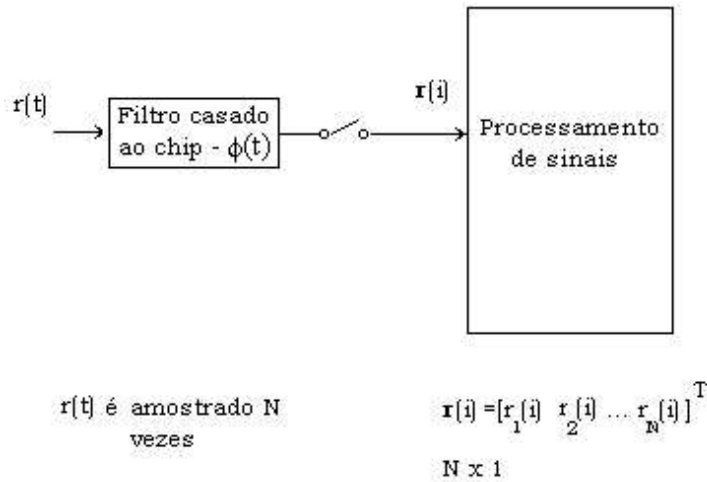 r(t)
Filtro casado
ao chip - ϕ(t)
r(i)
Processamento
de sinais
r(t) é amostrado N
vezes
r(i) =[r1(i) r2(i) ... rN(i) ]T
N x 1